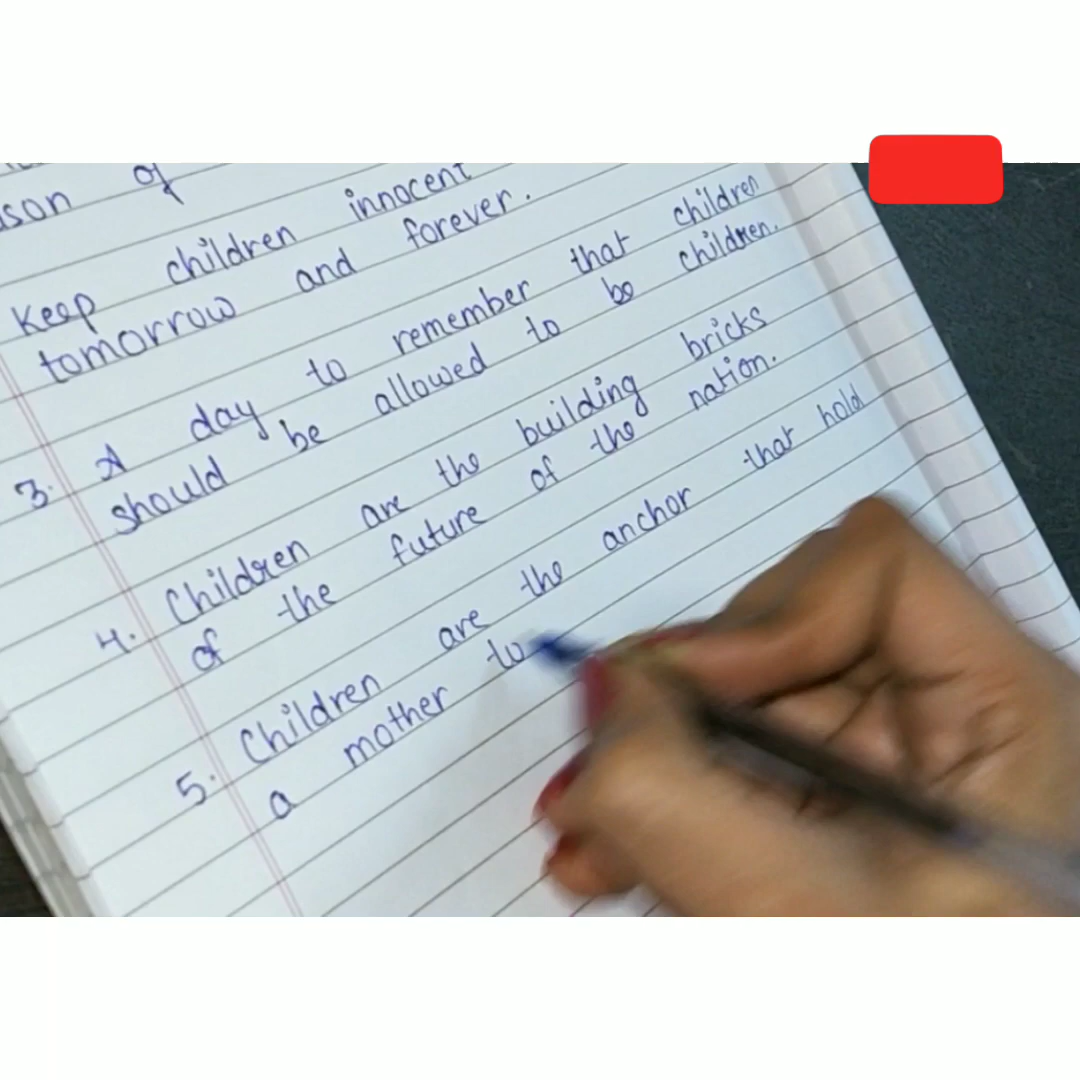 son of
Keep children innocent
tomorrow and forever.
3. A day to remember that children
should be allowed to be children.
4. Children are the building bricks
of the future of the nation.
5. Children are the anchor that hold
a mother to